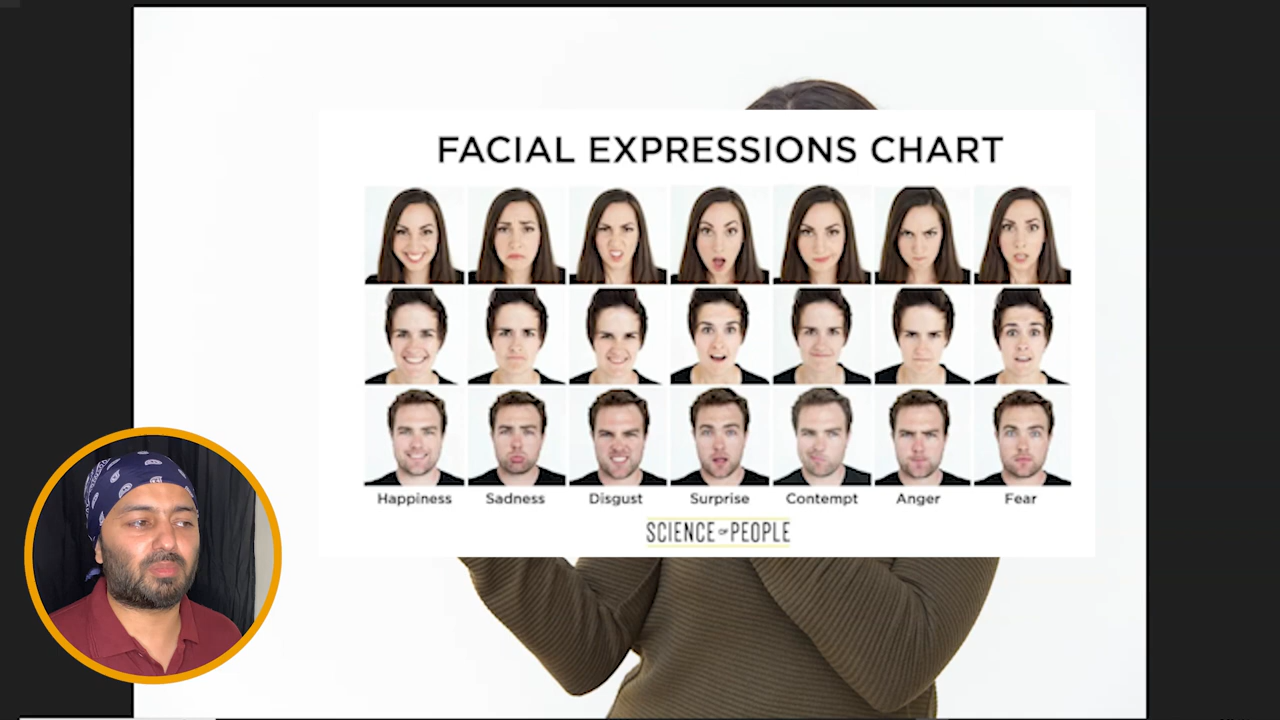 FACIAL EXPRESSIONS CHART
Happiness Sadness Disgust Surprise Contempt Anger Fear
SCIENCE OF PEOPLE